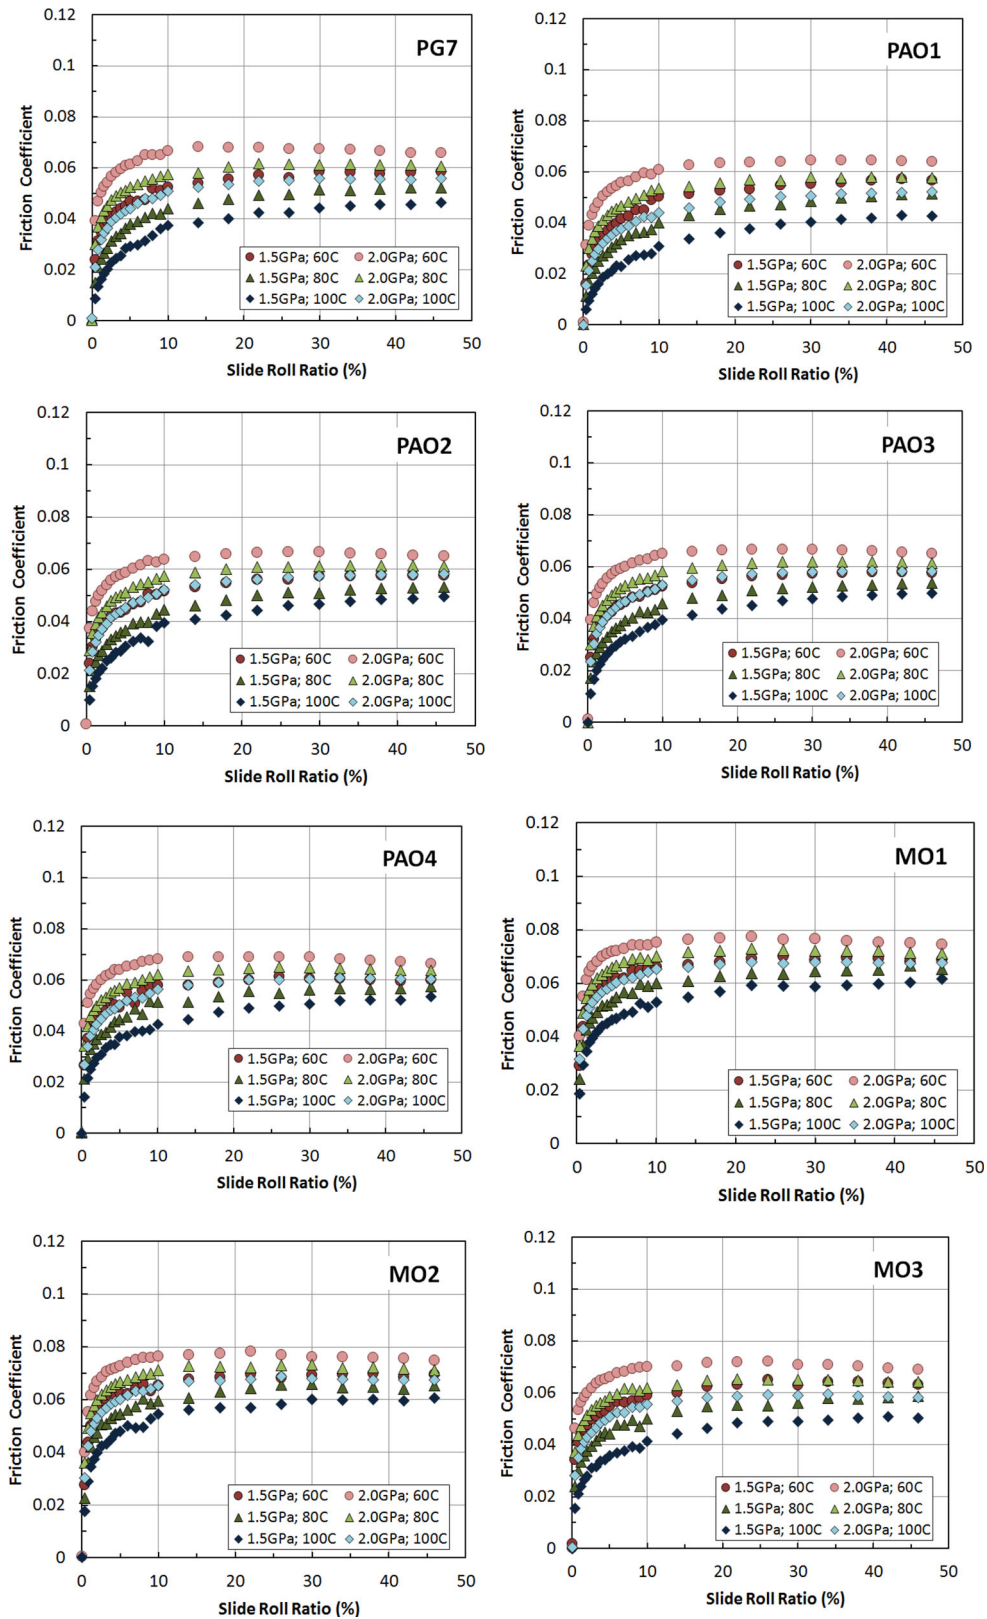 0.12
PG7
0.1
0.08
0.06
0.04
0.02
0
Friction Coefficient
1.5GPa; 60C 2.0GPa; 60C
1.5GPa; 80C 2.0GPa; 80C
1.5GPa; 100C 2.0GPa; 100C
0 10 20 30 40 50
Slide Roll Ratio (%)
0.12
PAO1
0.1
0.08
0.06
0.04
0.02
0
Friction Coefficient
1.5GPa; 60C 2.0GPa; 60C
1.5GPa; 80C 2.0GPa; 80C
1.5GPa; 100C 2.0GPa; 100C
0 10 20 30 40 50
Slide Roll Ratio (%)
0.12
PAO2
0.1
0.08
0.06
0.04
0.02
0
Friction Coefficient
1.5GPa; 60C 2.0GPa; 60C
1.5GPa; 80C 2.0GPa; 80C
1.5GPa; 100C 2.0GPa; 100C
0 10 20 30 40 50
Slide Roll Ratio (%)
0.12
PAO3
0.1
0.08
0.06
0.04
0.02
0
Friction Coefficient
1.5GPa; 60C 2.0GPa; 60C
1.5GPa; 80C 2.0GPa; 80C
1.5GPa; 100C 2.0GPa; 100C
0 10 20 30 40 50
Slide Roll Ratio (%)
0.12
PAO4
0.1
0.08
0.06
0.04
0.02
0
Friction Coefficient
1.5GPa; 60C 2.0GPa; 60C
1.5GPa; 80C 2.0GPa; 80C
1.5GPa; 100C 2.0GPa; 100C
0 10 20 30 40 50
Slide Roll Ratio (%)
0.12
MO1
0.1
0.08
0.06
0.04
0.02
0
Friction Coefficient
1.5GPa; 60C 2.0GPa; 60C
1.5GPa; 80C 2.0GPa; 80C
1.5GPa; 100C 2.0GPa; 100C
0 10 20 30 40 50
Slide Roll Ratio (%)
0.12
MO2
0.1
0.08
0.06
0.04
0.02
0
Friction Coefficient
1.5GPa; 60C 2.0GPa; 60C
1.5GPa; 80C 2.0GPa; 80C
1.5GPa; 100C 2.0GPa; 100C
0 10 20 30 40 50
Slide Roll Ratio (%)
0.12
MO3
0.1
0.08
0.06
0.04
0.02
0
Friction Coefficient
1.5GPa; 60C 2.0GPa; 60C
1.5GPa; 80C 2.0GPa; 80C
1.5GPa; 100C 2.0GPa; 100C
0 10 20 30 40 50
Slide Roll Ratio (%)